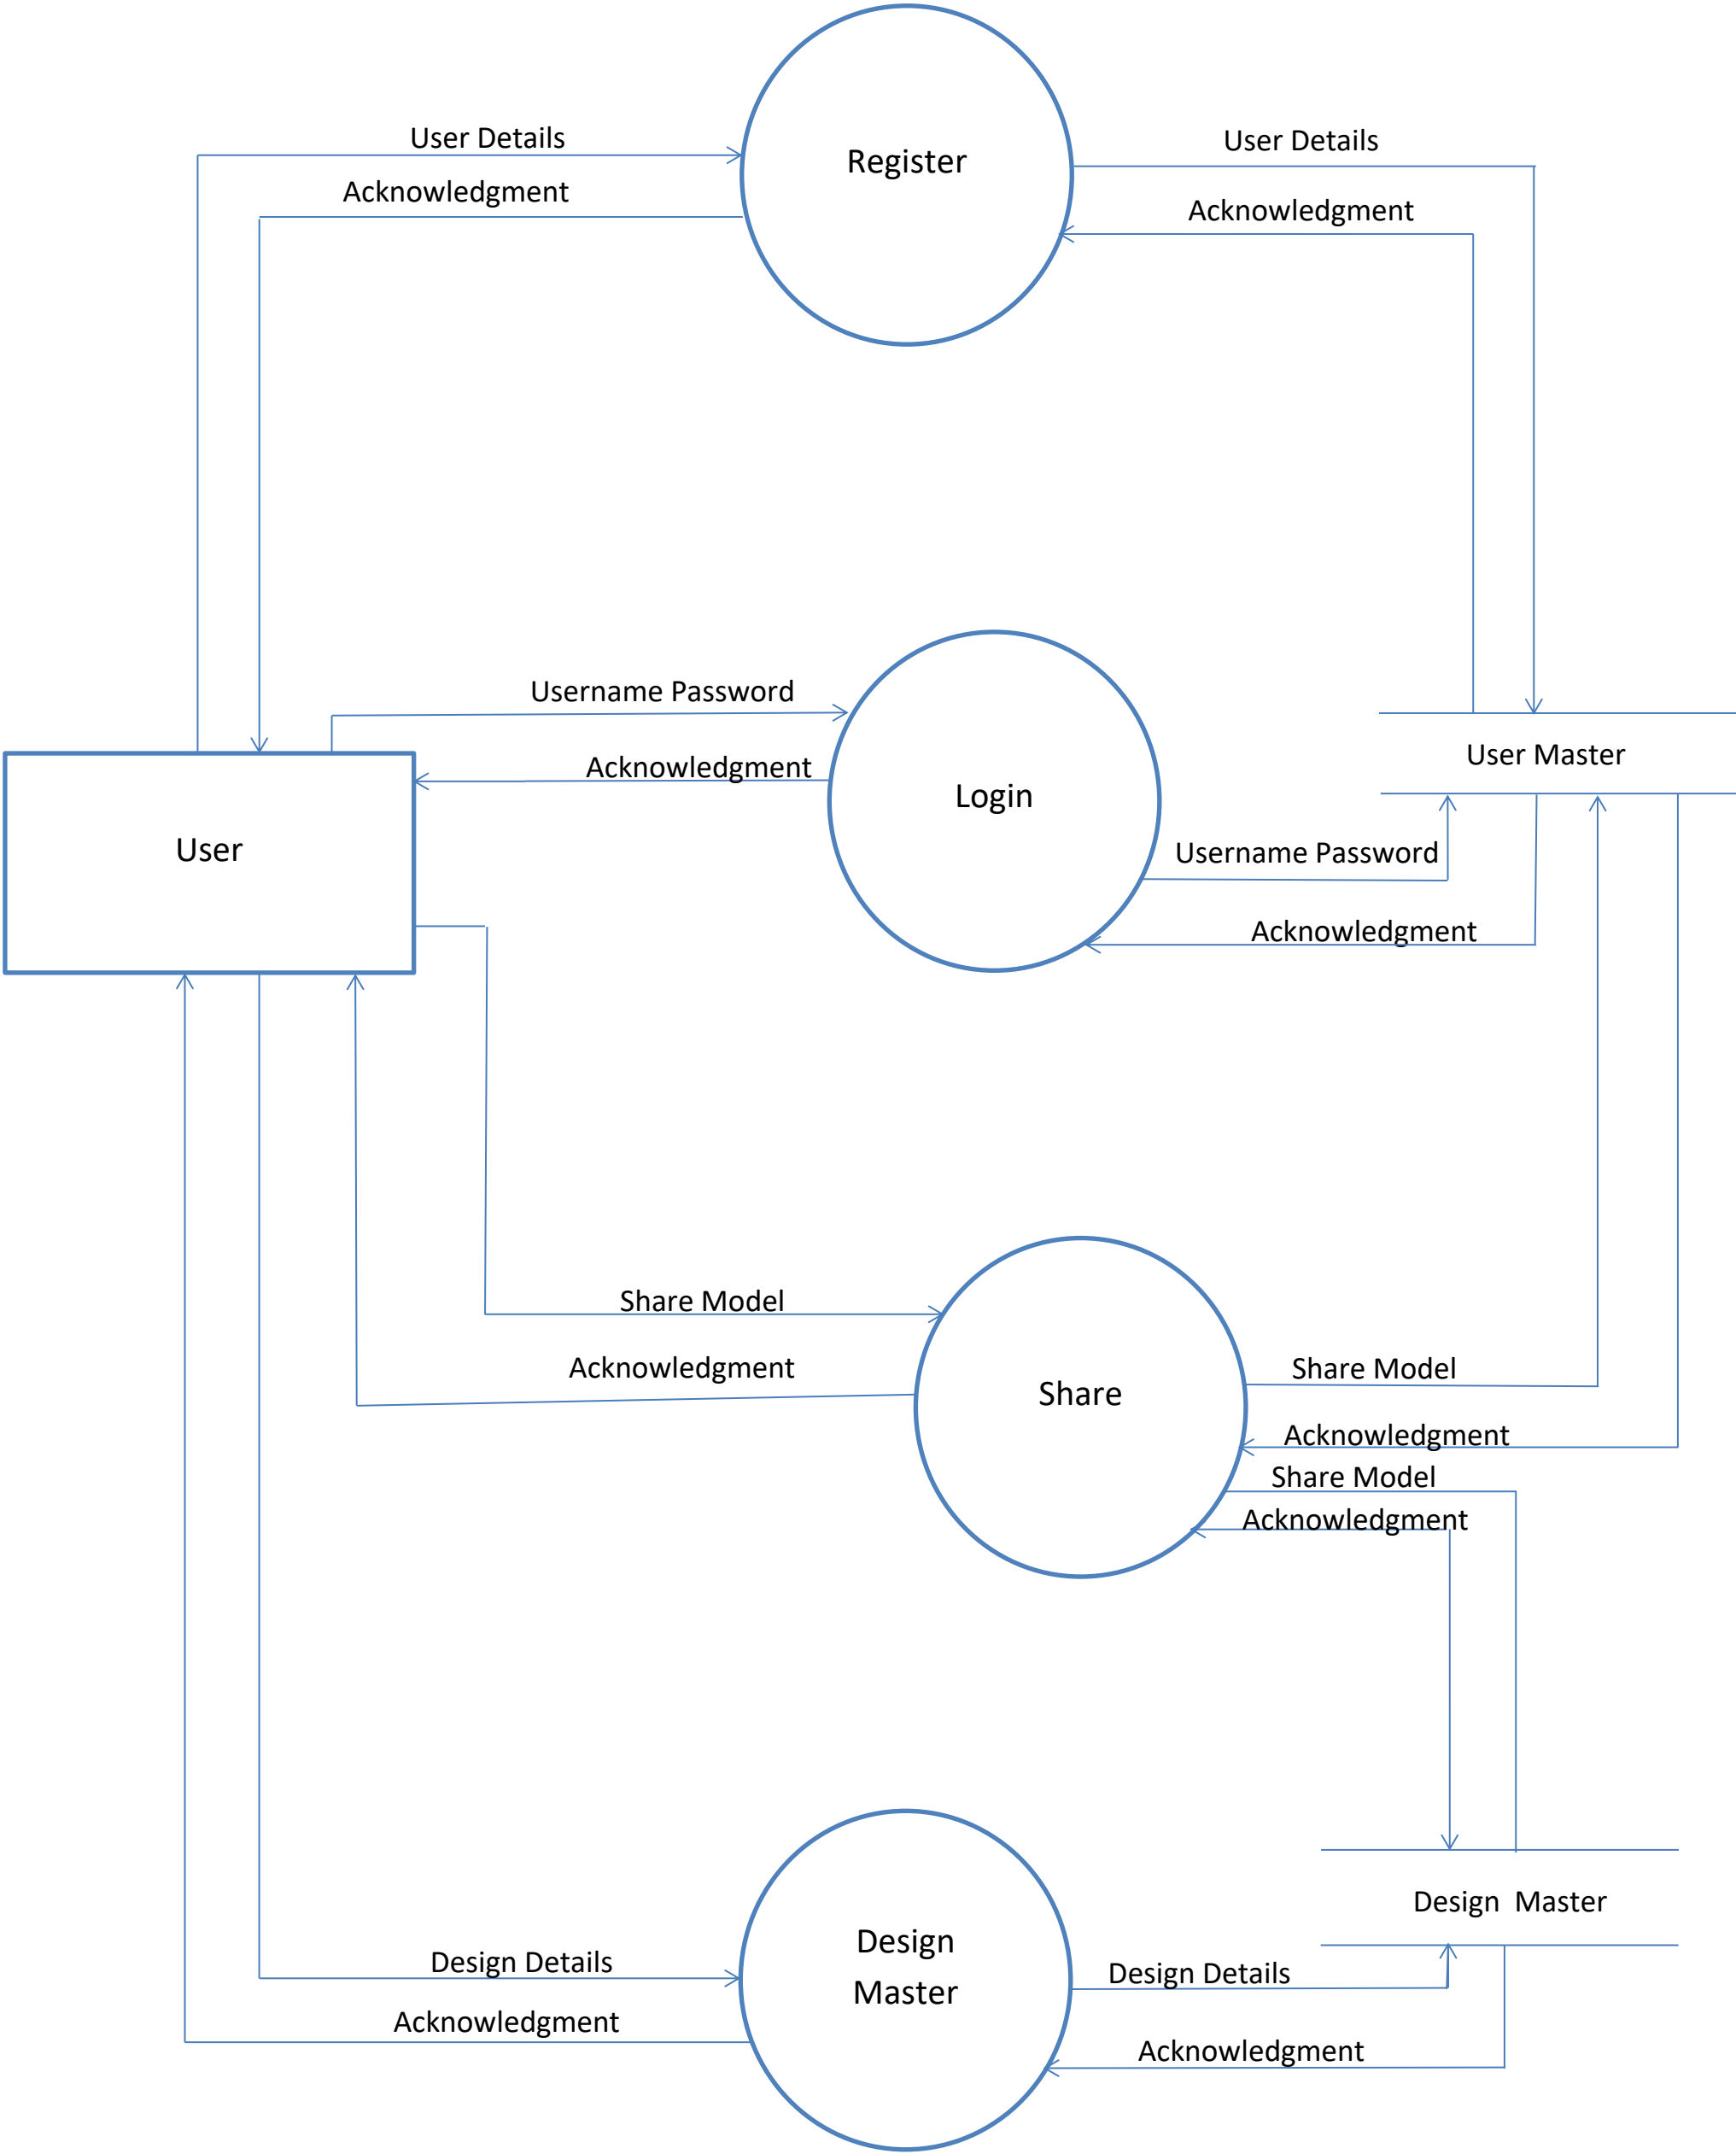 User Details
User Details
Register
Acknowledgment
Acknowledgment
Username Password
User Master
Acknowledgment
Login
User
Username Password
Acknowledgment
Share Model
Acknowledgment
Share Model
Share
Acknowledgment
Share Model
Acknowledgment
Design  Master
Design
Master
Design Details
Design Details
Acknowledgment
Acknowledgment